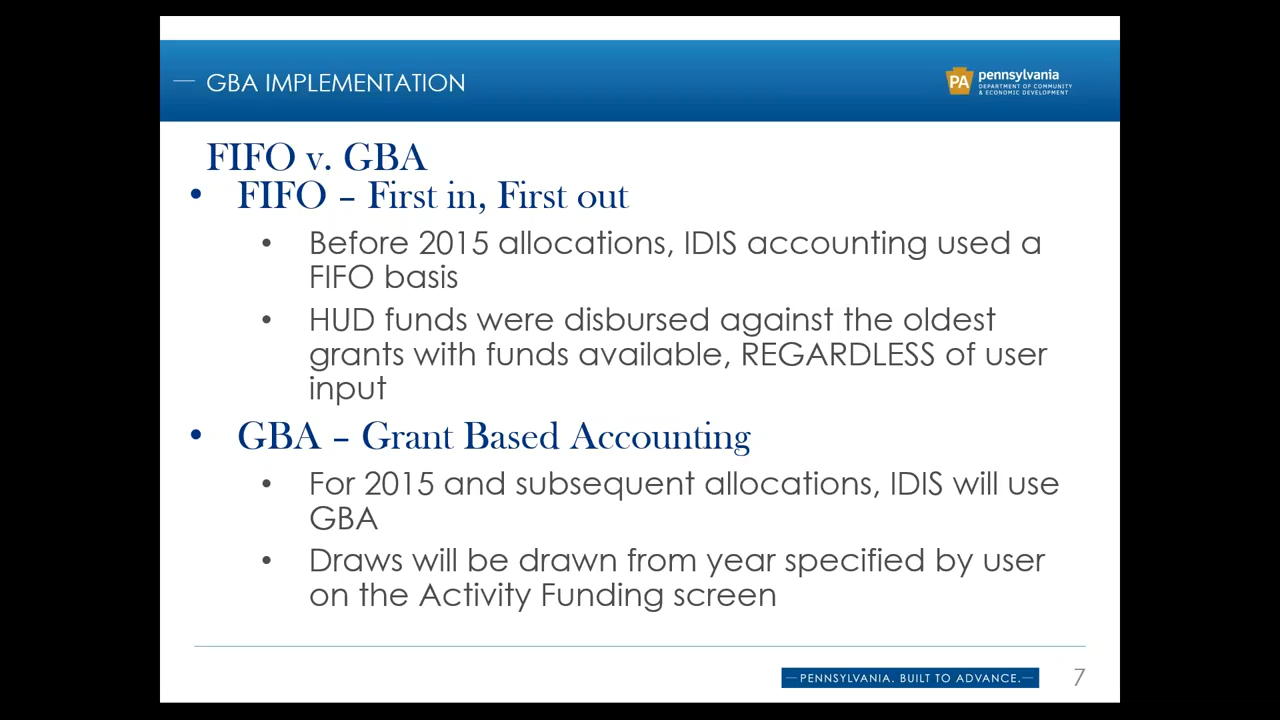 GBA IMPLEMENTATION
PA
pennsylvania
DEPARTMENT OF COMMUNITY
& ECONOMIC DEVELOPMENT
FIFO v. GBA
• FIFO – First in, First out
• Before 2015 allocations, IDIS accounting used a
FIFO basis
• HUD funds were disbursed against the oldest
grants with funds available, REGARDLESS of user
input
• GBA – Grant Based Accounting
• For 2015 and subsequent allocations, IDIS will use
GBA
• Draws will be drawn from year specified by user
on the Activity Funding screen
PENNSYLVANIA. BUILT TO ADVANCE.
7